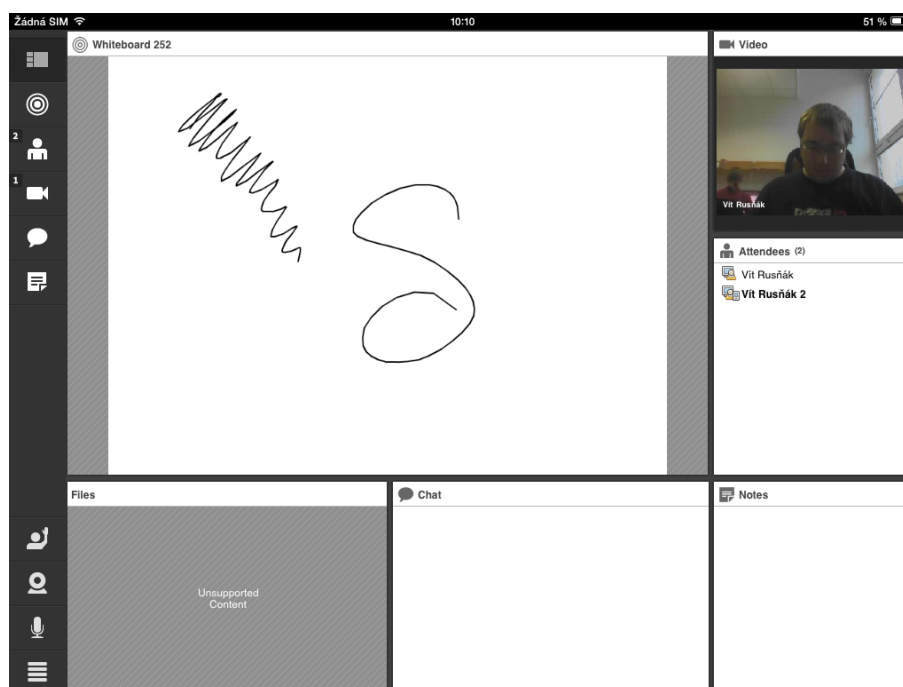 Žádná SIM 10:10 51 %
Whiteboard 252
Video
2
1
Vít Rusňák
Attendees (2)
Vít Rusňák
Vít Rusňák 2
S
Files
Chat
Notes
Unsupported
Content